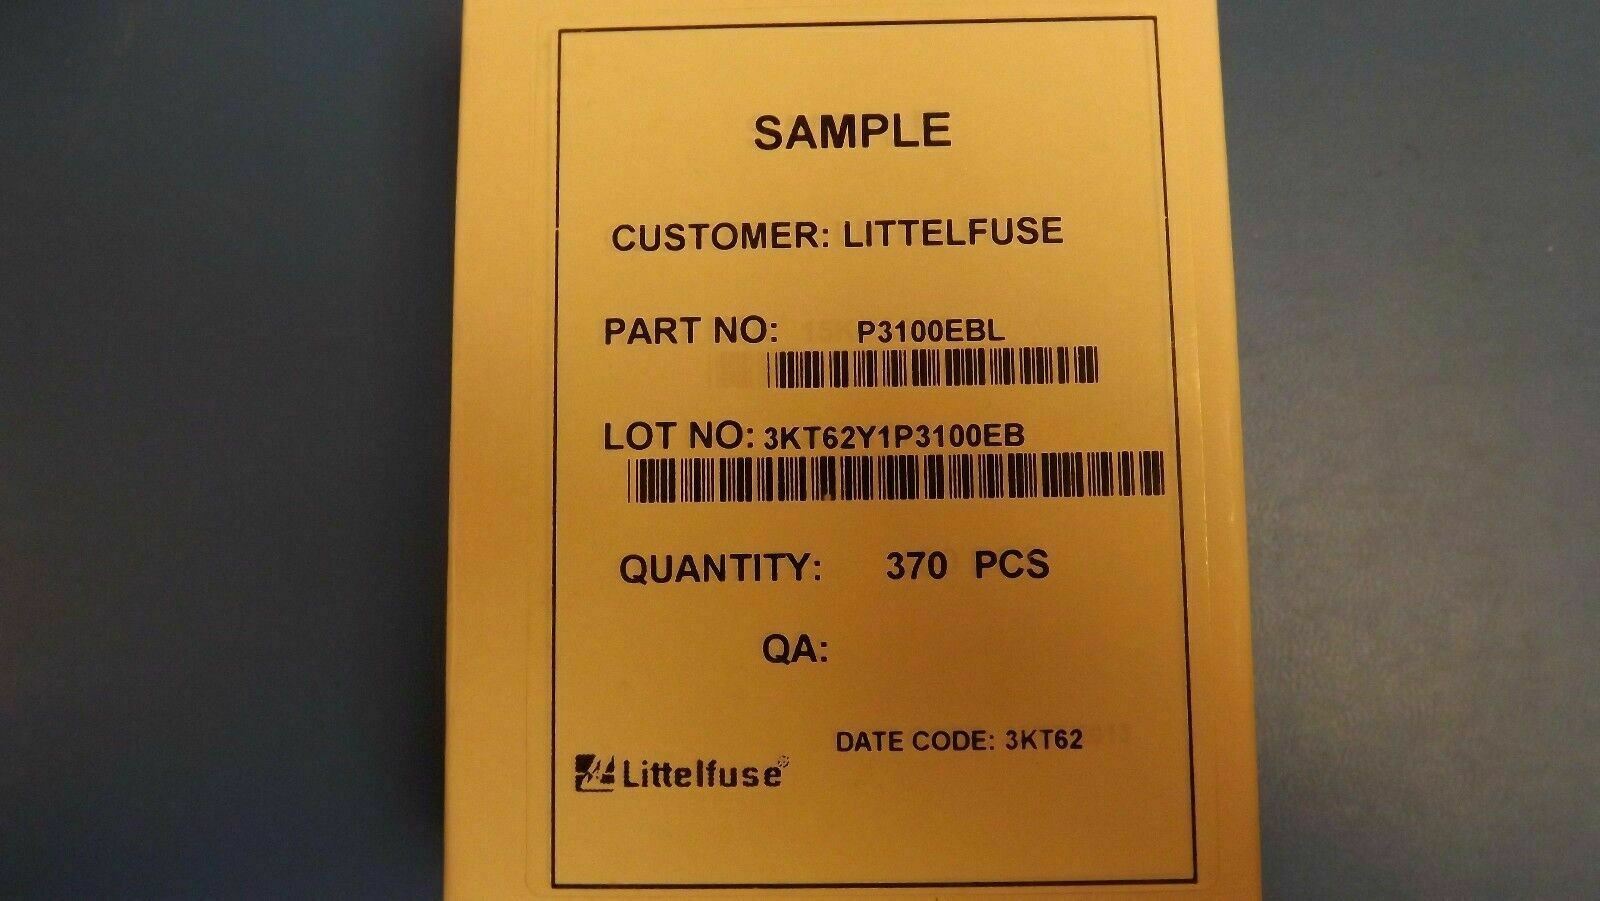 SAMPLE
CUSTOMER: LITTELFUSE
PART NO: P3100EBL
LOT NO: 3KT62Y1P3100EB
QUANTITY: 370 PCS
QA:
DATE CODE: 3KT62
Littelfuse®